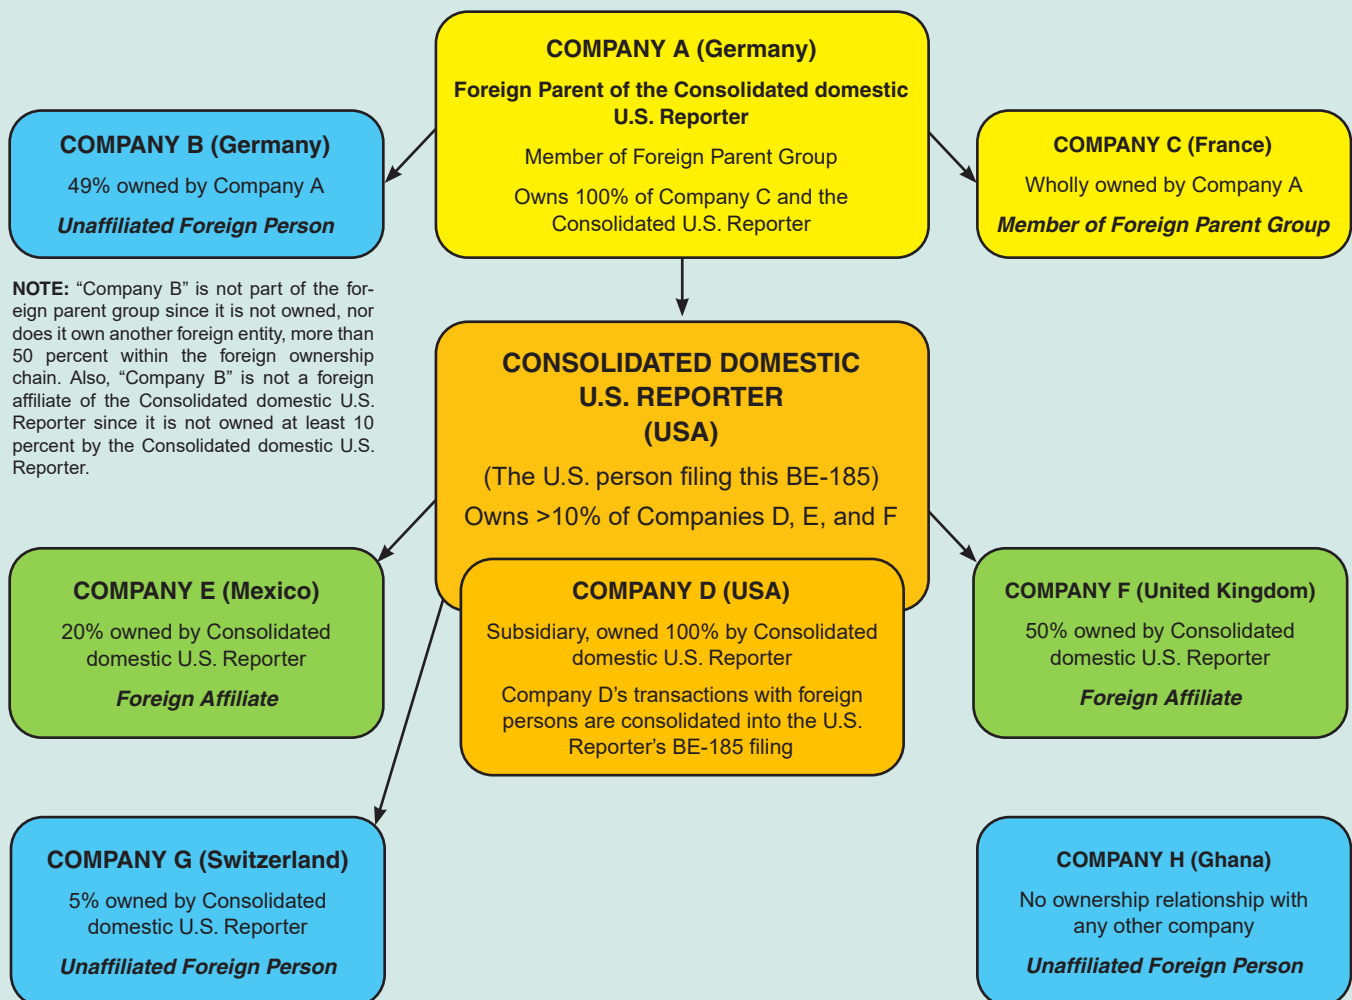 COMPANY A (Germany)
Foreign Parent of the Consolidated domestic
U.S. Reporter
Member of Foreign Parent Group
Owns 100% of Company C and the
Consolidated U.S. Reporter
COMPANY B (Germany)
49% owned by Company A
Unaffiliated Foreign Person
COMPANY C (France)
Wholly owned by Company A
Member of Foreign Parent Group
NOTE: “Company B” is not part of the for-
eign parent group since it is not owned, nor
does it own another foreign entity, more than
50 percent within the foreign ownership
chain. Also, “Company B” is not a foreign
affiliate of the Consolidated domestic U.S.
Reporter since it is not owned at least 10
percent by the Consolidated domestic U.S.
Reporter.
CONSOLIDATED DOMESTIC
U.S. REPORTER
(USA)
(The U.S. person filing this BE-185)
Owns >10% of Companies D, E, and F
COMPANY E (Mexico)
20% owned by Consolidated
domestic U.S. Reporter
Foreign Affiliate
COMPANY D (USA)
Subsidiary, owned 100% by Consolidated
domestic U.S. Reporter
Company D’s transactions with foreign
persons are consolidated into the U.S.
Reporter’s BE-185 filing
COMPANY F (United Kingdom)
50% owned by Consolidated
domestic U.S. Reporter
Foreign Affiliate
COMPANY G (Switzerland)
5% owned by Consolidated
domestic U.S. Reporter
Unaffiliated Foreign Person
COMPANY H (Ghana)
No ownership relationship with
any other company
Unaffiliated Foreign Person